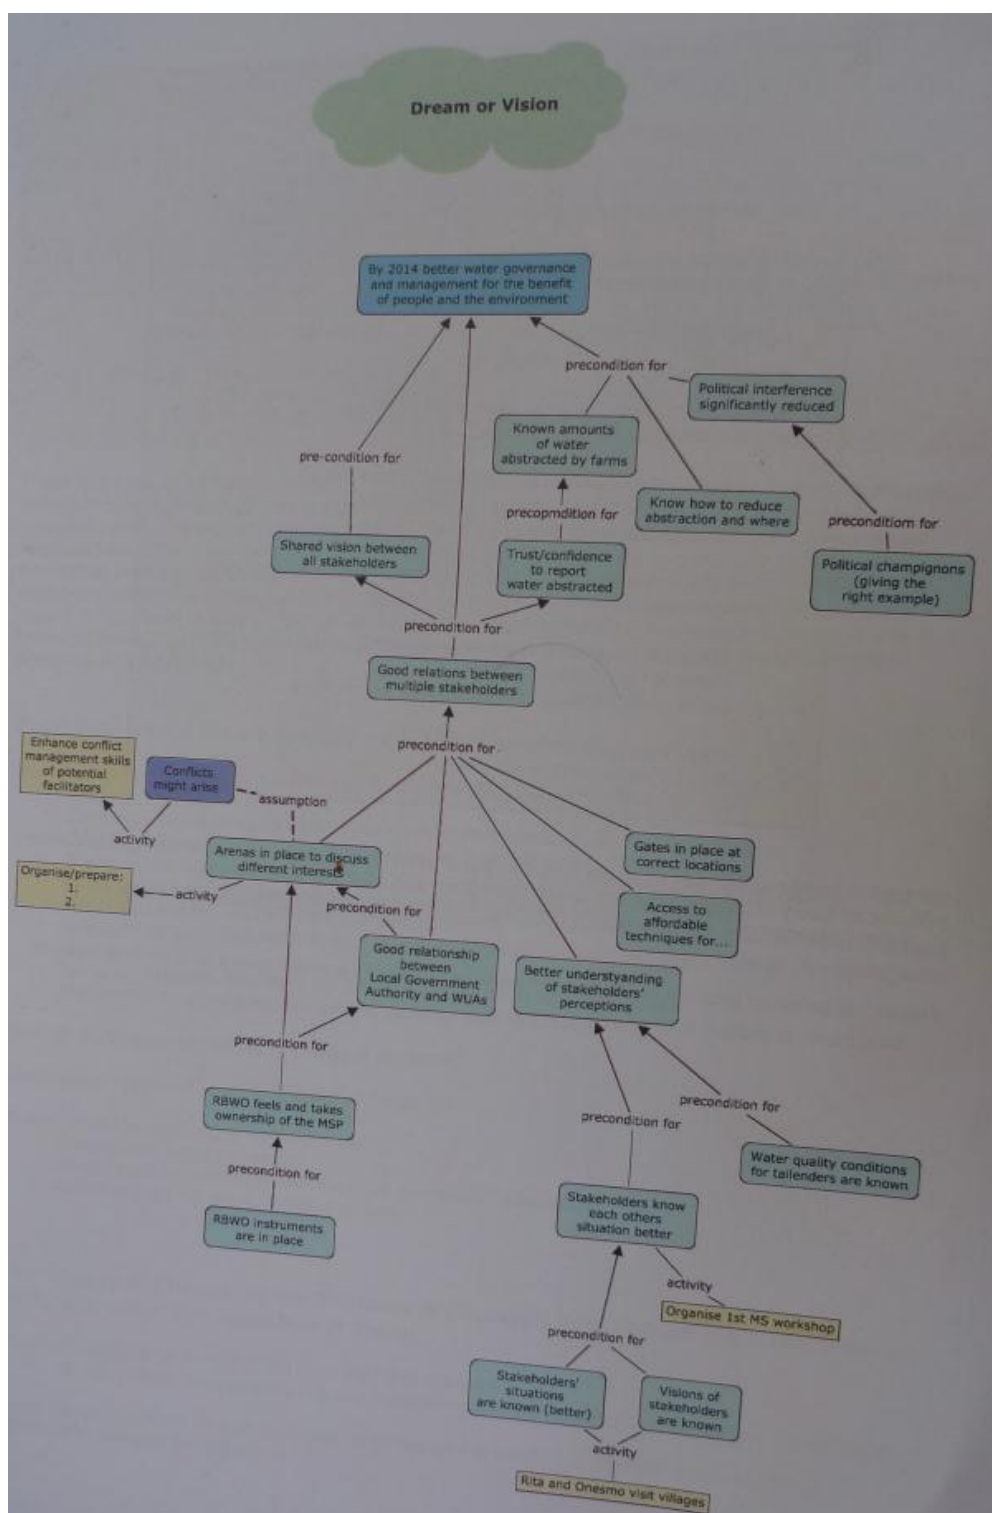 Dream or Vision
By 2014 better water governance
and management for the benefit
of people and the environment
precondition for
Political interference
significantly reduced
Known amounts
of water
abstracted by farms
pre-condition for
Know how to reduce
abstraction and where
precopmdition for
preconditiom for
Shared vision between
all stakeholders
Trust/confidence
to report
water abstracted
Political champignons
(giving the
right example)
precondition for
Good relations between
multiple stakeholders
precondition for
Enhance conflict
management skills
of potential
facilitators
Conflicts
might arise
assumption
activity
Arenas in place to discuss
different interests
Gates in place at
correct locations
Organise/prepare:
1.
2.
activity
precondition for
Access to
affordable
techniques for...
Good relationship
between
Local Government
Authority and WUAs
Better understyanding
of stakeholders'
perceptions
precondition for
RBWO feels and takes
ownership of the MSP
precondition for
precondition for
Water quality conditions
for tailenders are known
precondition for
RBWO instruments
are in place
Stakeholders know
each others
situation better
activity
Organise 1st MS workshop
precondition for
Stakeholders'
situations
are known (better)
Visions of
stakeholders
are known
activity
Rita and Onesmo visit villages